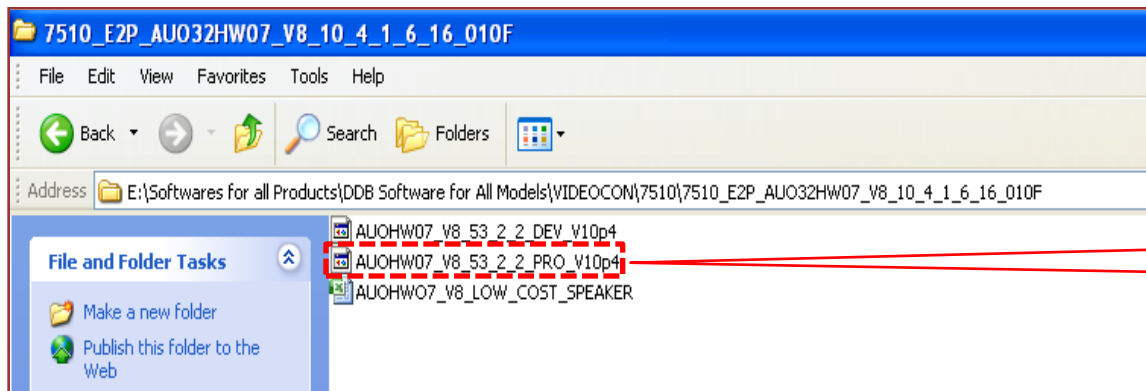 7510_E2P_AUO32HW07_V8_10_4_1_6_16_010F
File Edit View Favorites Tools Help
Back Search Folders
Address E:\Softwares for all Products\DDB Software for All Models\VIDEOCON\7510\7510_E2P_AUO32HW07_V8_10_4_1_6_16_010F
AUOHW07_V8_53_2_2_DEV_V10p4
File and Folder Tasks
AUOHW07_V8_53_2_2_PRO_V10p4
AUOHWO7_V8_LOW_COST_SPEAKER
Make a new folder
Publish this folder to the
Web